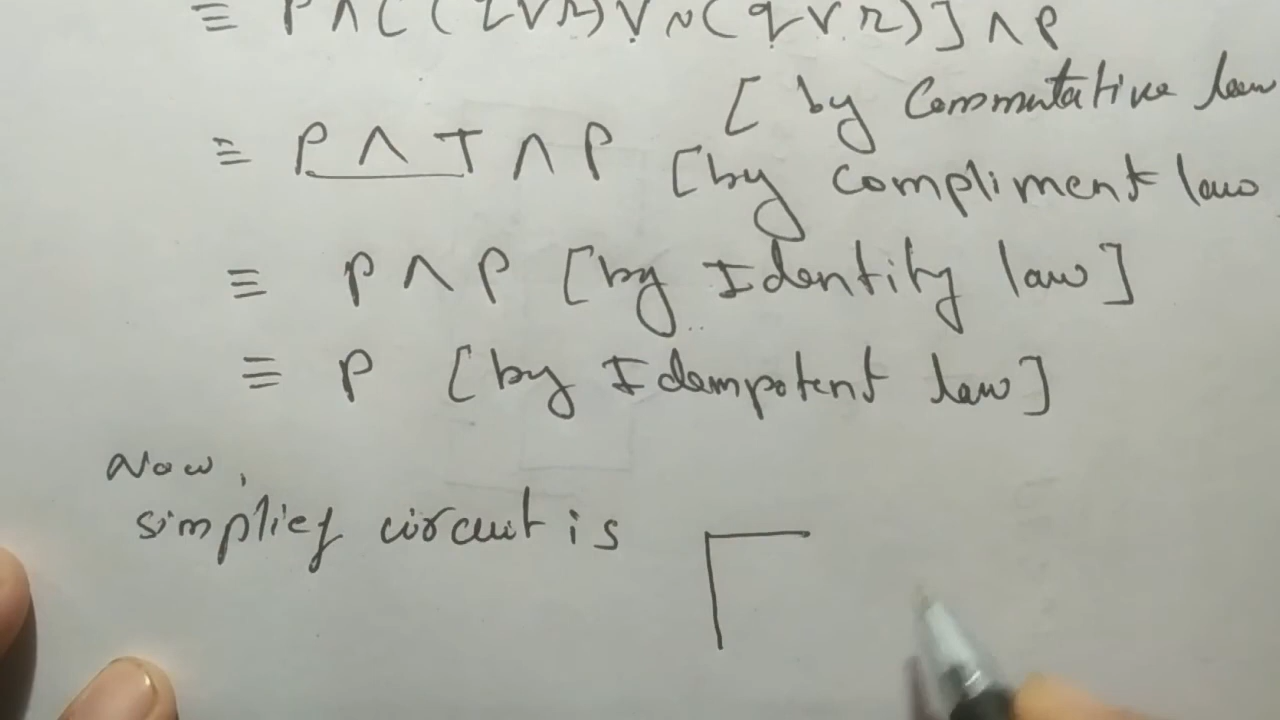 ≡ P ∧ [ (q ∨ r) ∨ ~(q ∨ r) ] ∧ P
[ by Commutative law
≡ P ∧ T ∧ P [by compliment law
≡ P ∧ P [by Identity law]
≡ P [by Idempotent law]
Now,
simplief circuit is